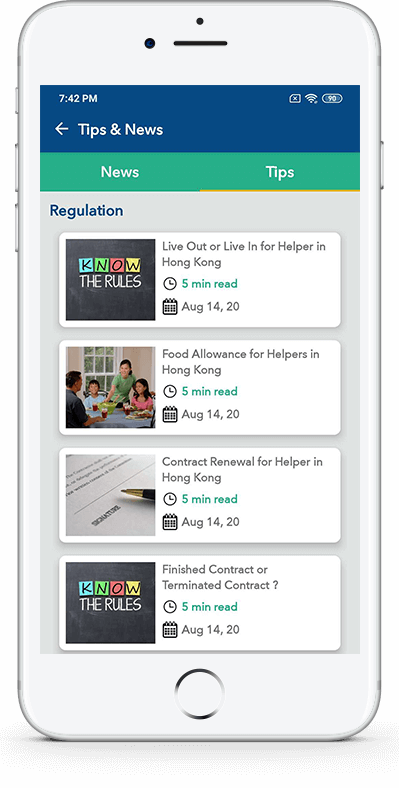 7:42 PM
90
Tips & News
News
Tips
Regulation
KNOW
THE RULES
Live Out or Live In for Helper in
Hong Kong
5 min read
Aug 14, 20
Food Allowance for Helpers in
Hong Kong
5 min read
Aug 14, 20
SIGNATURE
Contract Renewal for Helper in
Hong Kong
5 min read
Aug 14, 20
KNOW
THE RULES
Finished Contract or
Terminated Contract ?
5 min read
Aug 14, 20